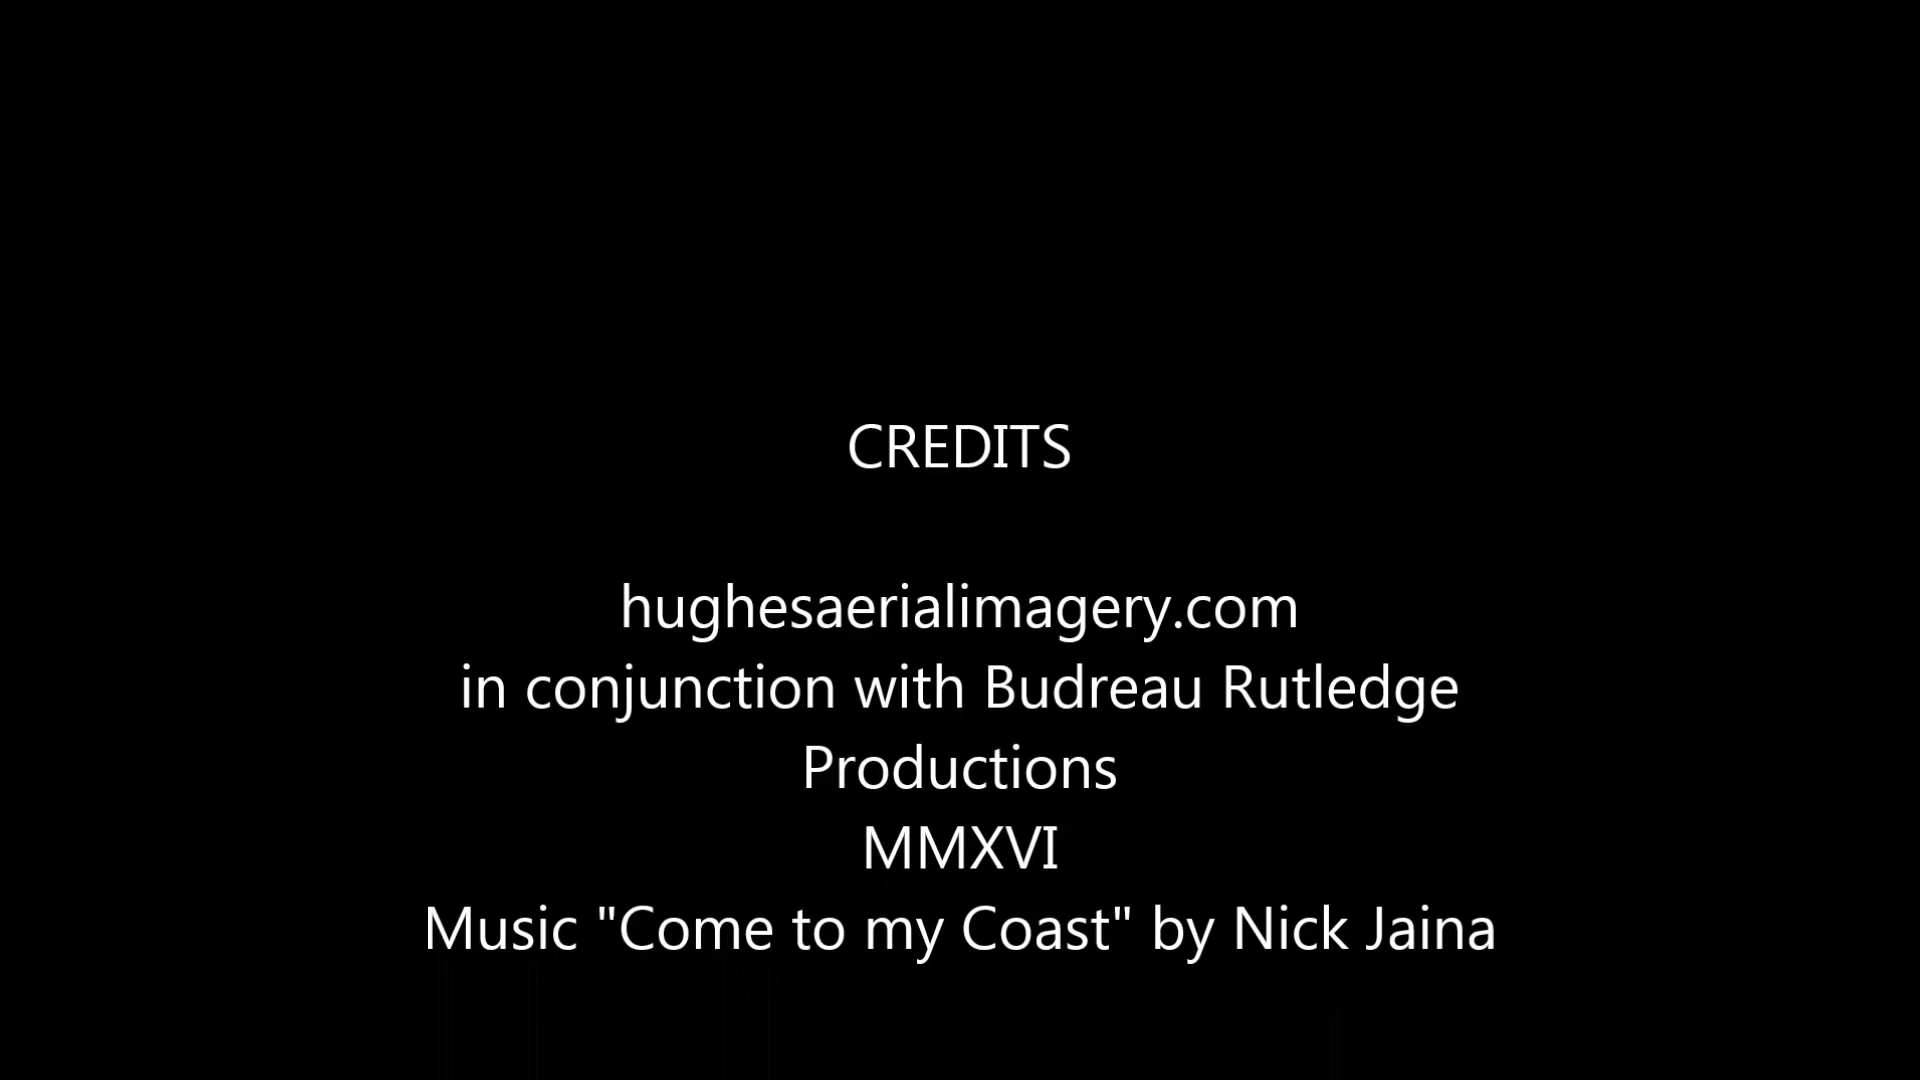 CREDITS
hughesaerialimagery.com
in conjunction with Budreau Rutledge
Productions
MMXVI
Music "Come to my Coast" by Nick Jaina